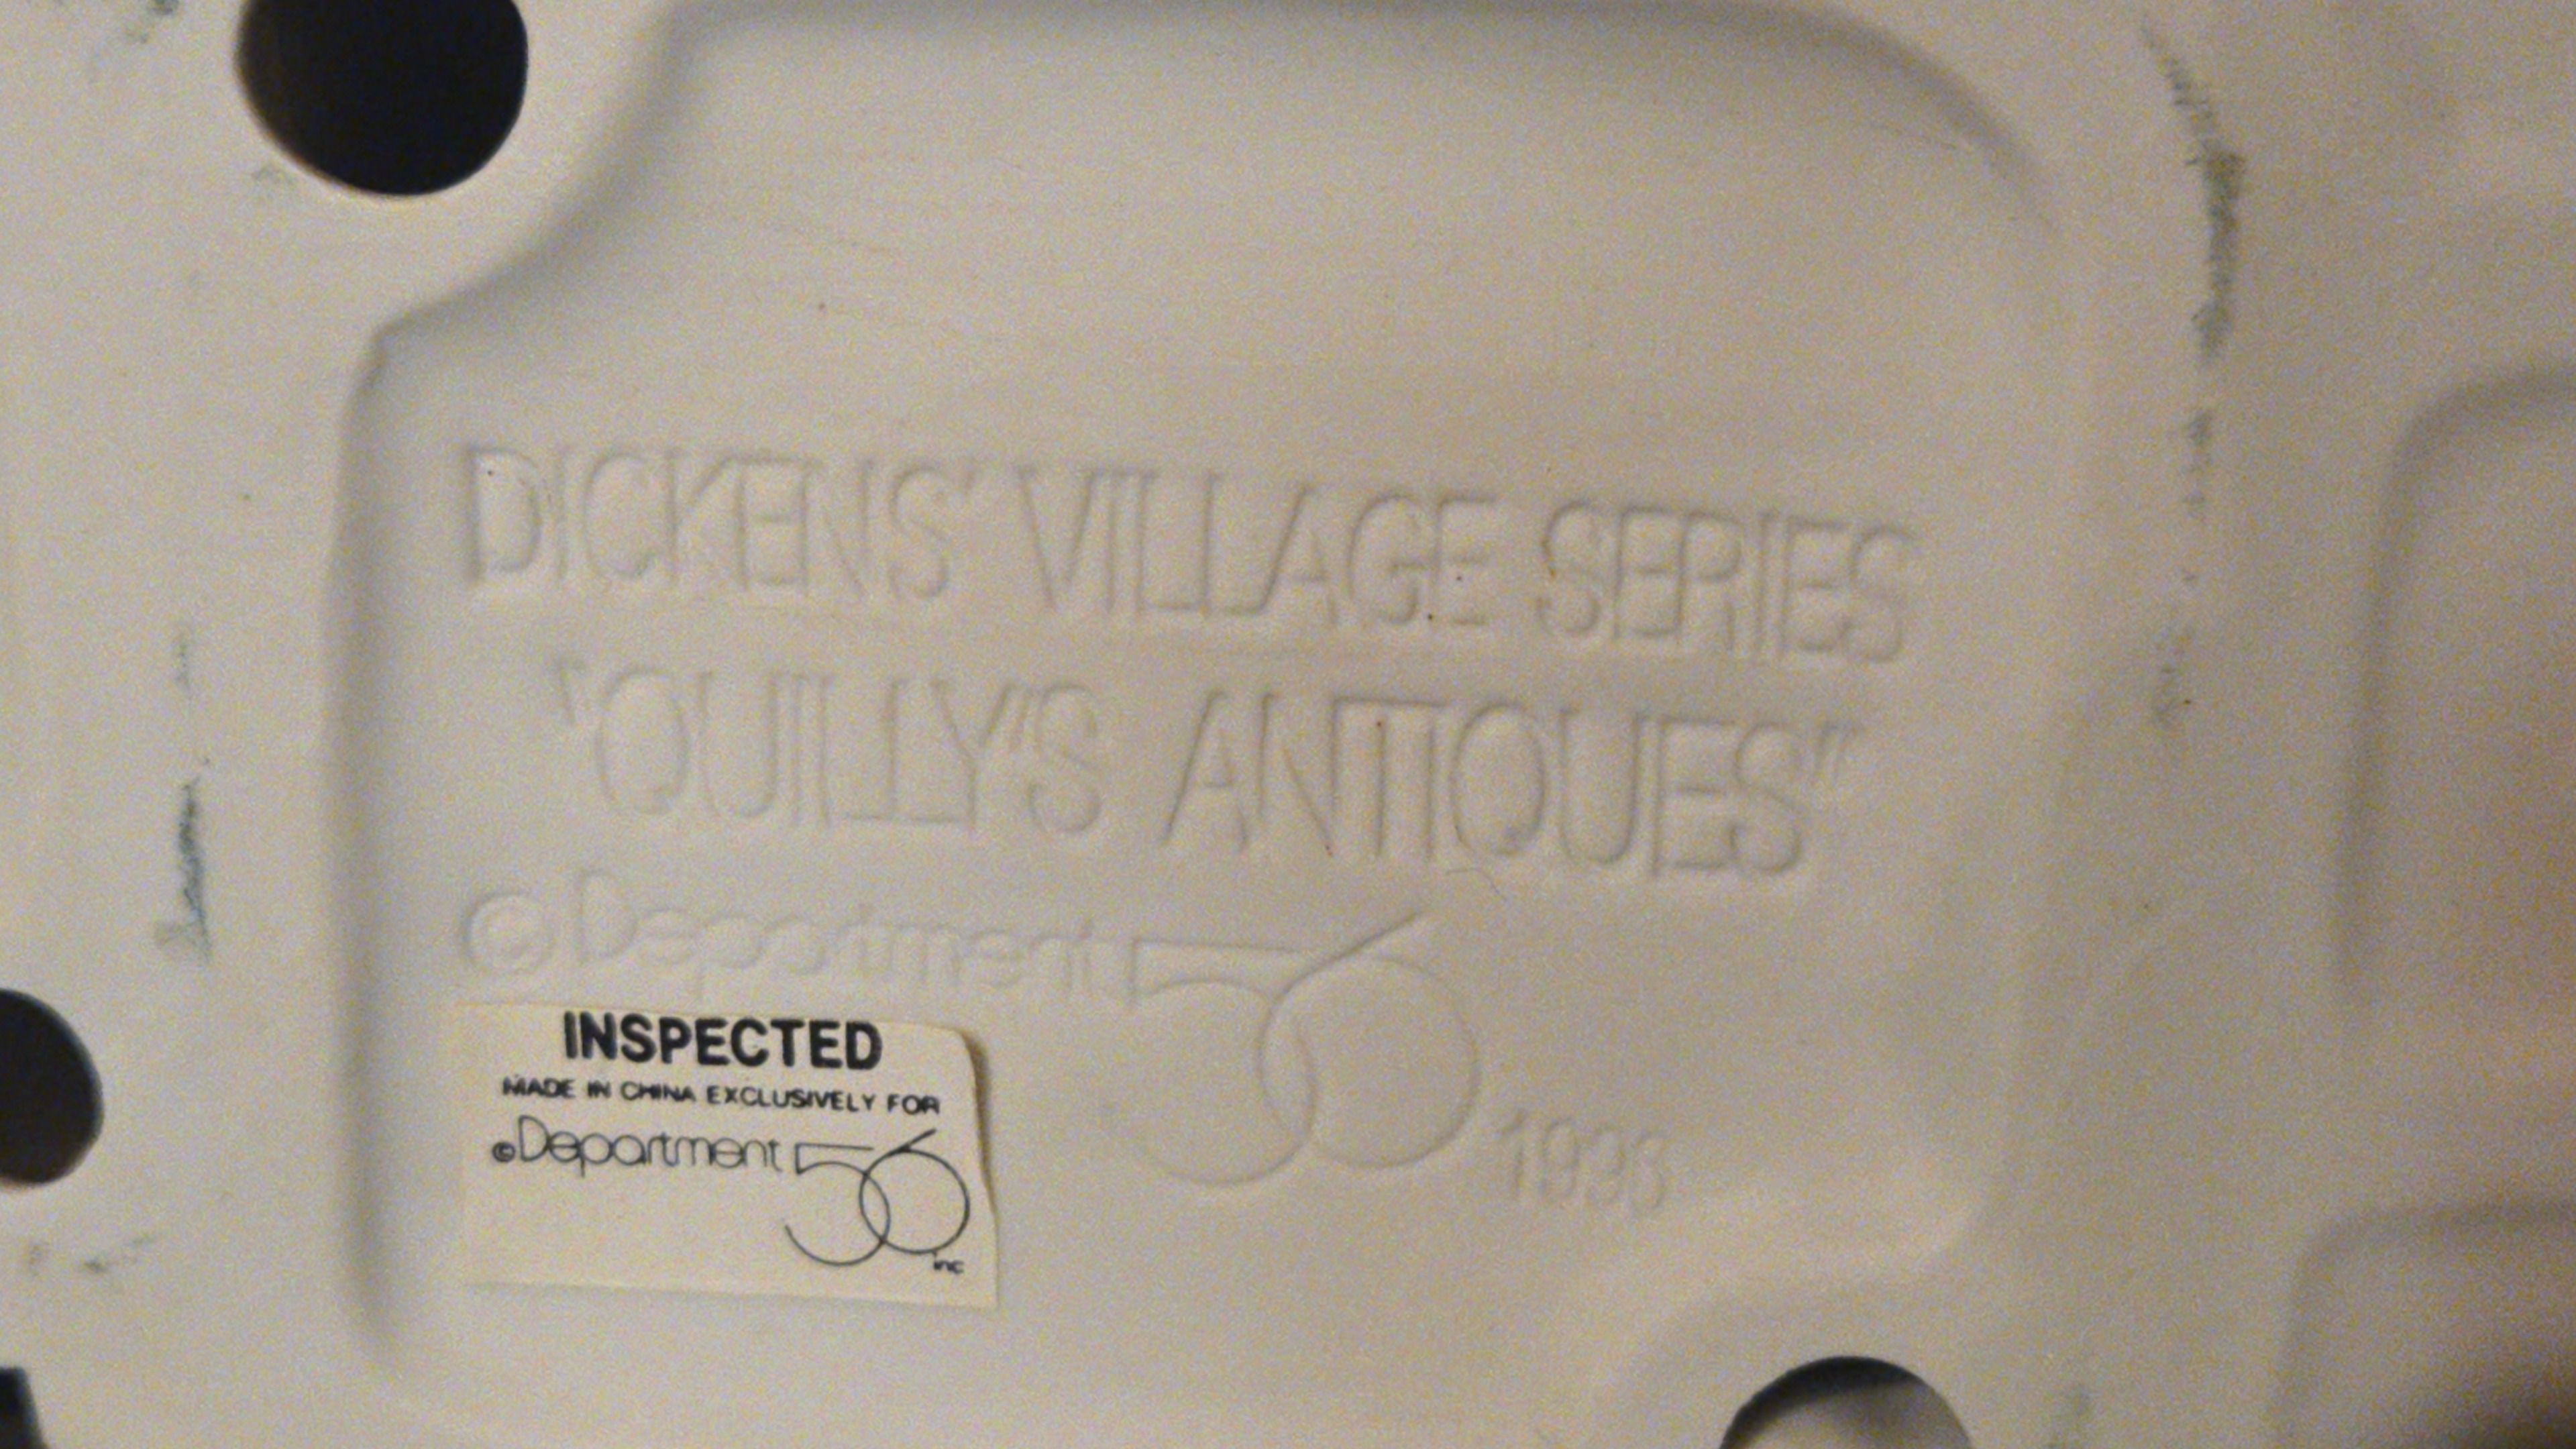 DICKENS' VILLAGE SERIES
"QUILLY'S ANTIQUES"
©Department 56
INSPECTED
MADE IN CHINA EXCLUSIVELY FOR
©Department 56
inc